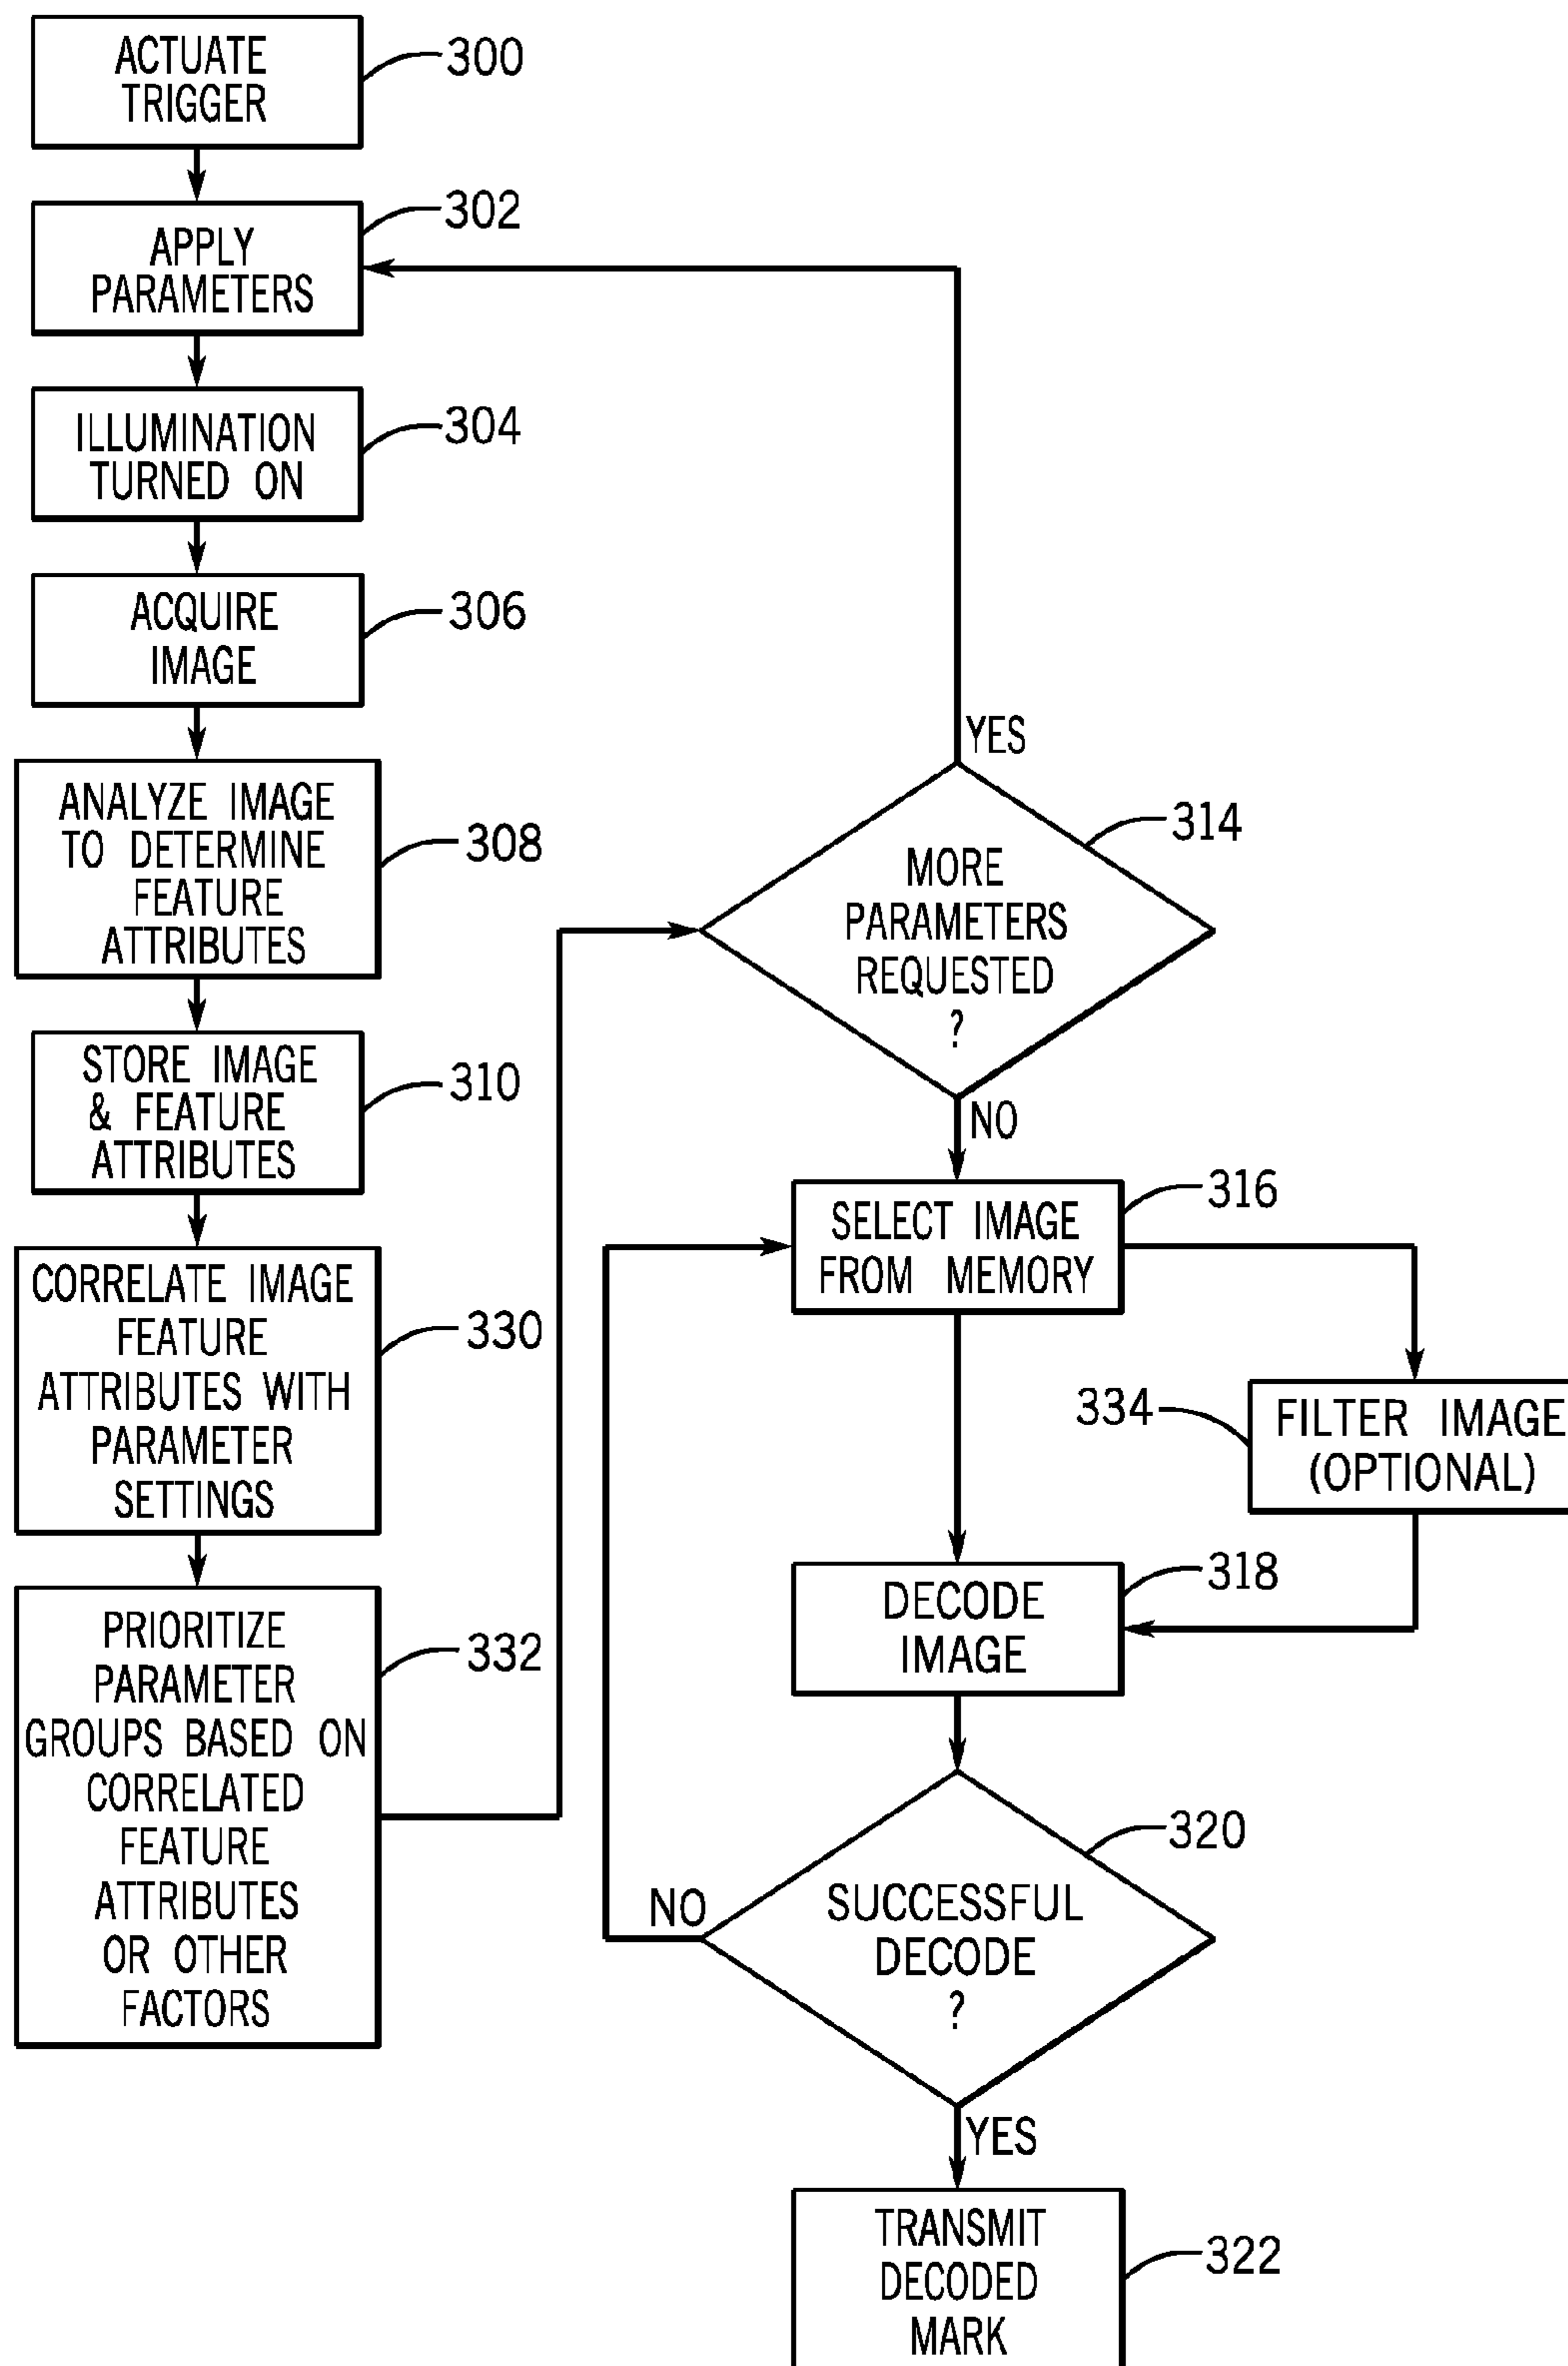 ACTUATE
TRIGGER
300
APPLY
PARAMETERS
302
ILLUMINATION
TURNED ON
304
ACQUIRE
IMAGE
306
ANALYZE IMAGE
TO DETERMINE
FEATURE
ATTRIBUTES
308
STORE IMAGE
& FEATURE
ATTRIBUTES
310
CORRELATE IMAGE
FEATURE
ATTRIBUTES WITH
PARAMETER
SETTINGS
330
PRIORITIZE
PARAMETER
GROUPS BASED ON
CORRELATED
FEATURE
ATTRIBUTES
OR OTHER
FACTORS
332
YES
MORE
PARAMETERS
REQUESTED
?
314
NO
SELECT IMAGE
FROM MEMORY
316
334
FILTER IMAGE
(OPTIONAL)
DECODE
IMAGE
318
NO
SUCCESSFUL
DECODE
?
320
YES
TRANSMIT
DECODED
MARK
322